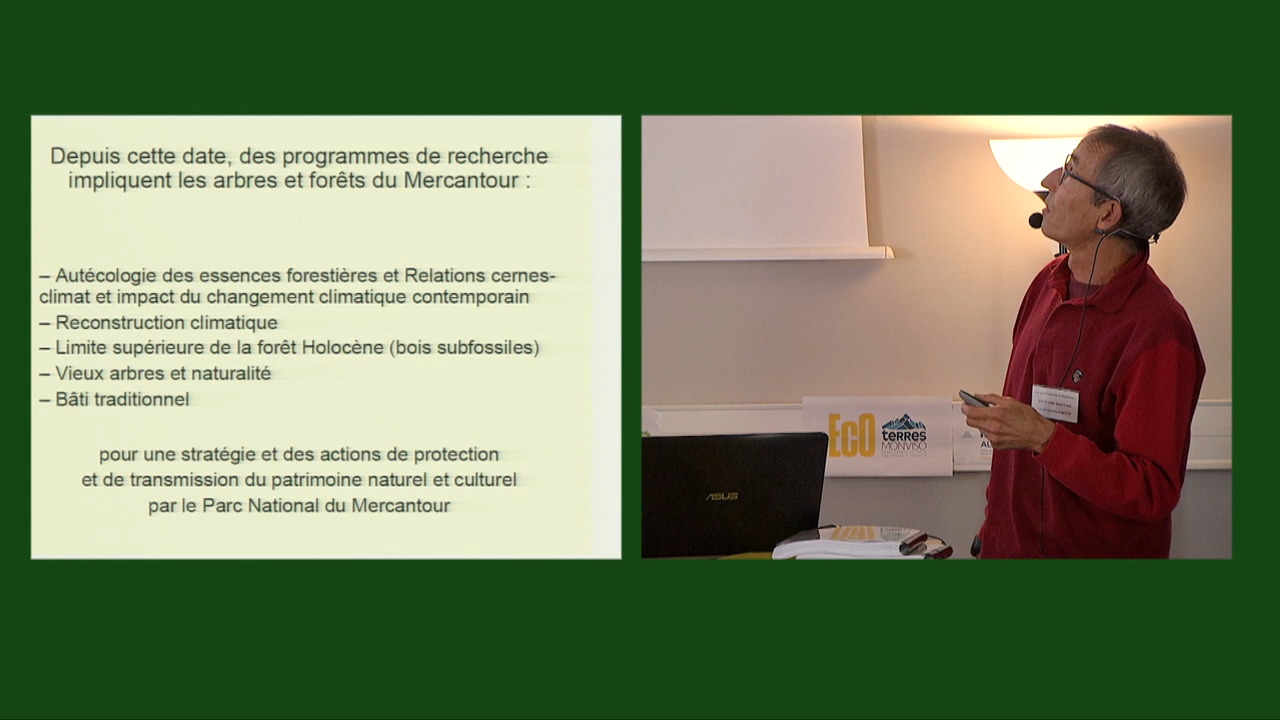 Depuis cette date, des programmes de recherche
impliquent les arbres et forêts du Mercantour :
– Autécologie des essences forestières et Relations cernes-
climat et impact du changement climatique contemporain
– Reconstruction climatique
– Limite supérieure de la forêt Holocène (bois subfossiles)
– Vieux arbres et naturalité
– Bâti traditionnel
pour une stratégie et des actions de protection
et de transmission du patrimoine naturel et culturel
par le Parc National du Mercantour
EcO
terres
MONVISO
ASUS